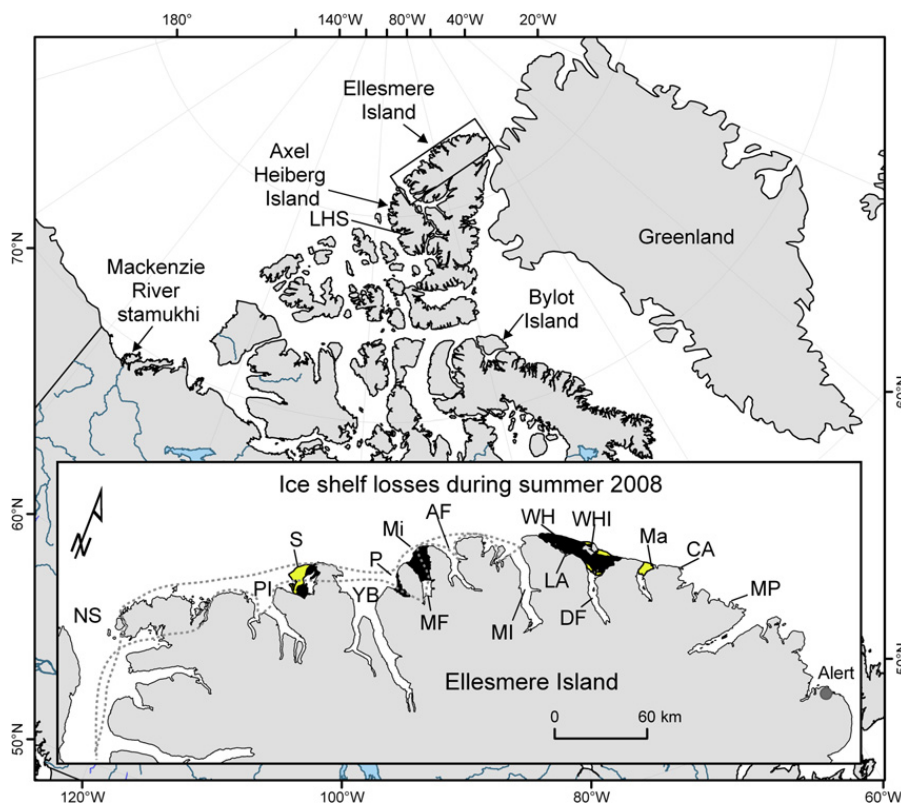 180° 140°W 80°W 60°W 40°W 20°W
Ellesmere
Island
Axel
Heiberg
Island
LHS
Greenland
70°N
Mackenzie
River
stamukhi
Bylot
Island
60°N
Ice shelf losses during summer 2008
N
S
Mi
AF
WH
WHI
Ma
CA
NS
PI
P
YB
MF
MI
LA
DF
MP
Alert
Ellesmere Island
0 60 km
60°N
50°N
50°N
120°W 100°W 80°W 60°W